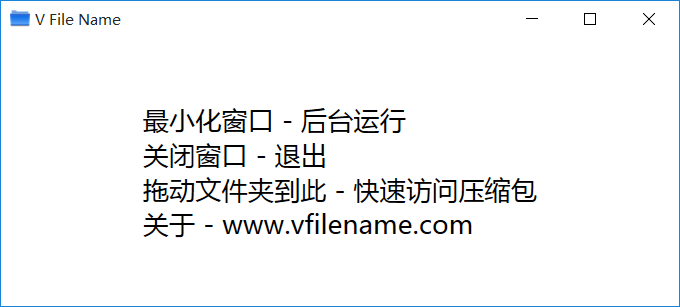 V File Name
最小化窗口 - 后台运行
关闭窗口 - 退出
拖动文件夹到此 - 快速访问压缩包
关于 - www.vfilename.com